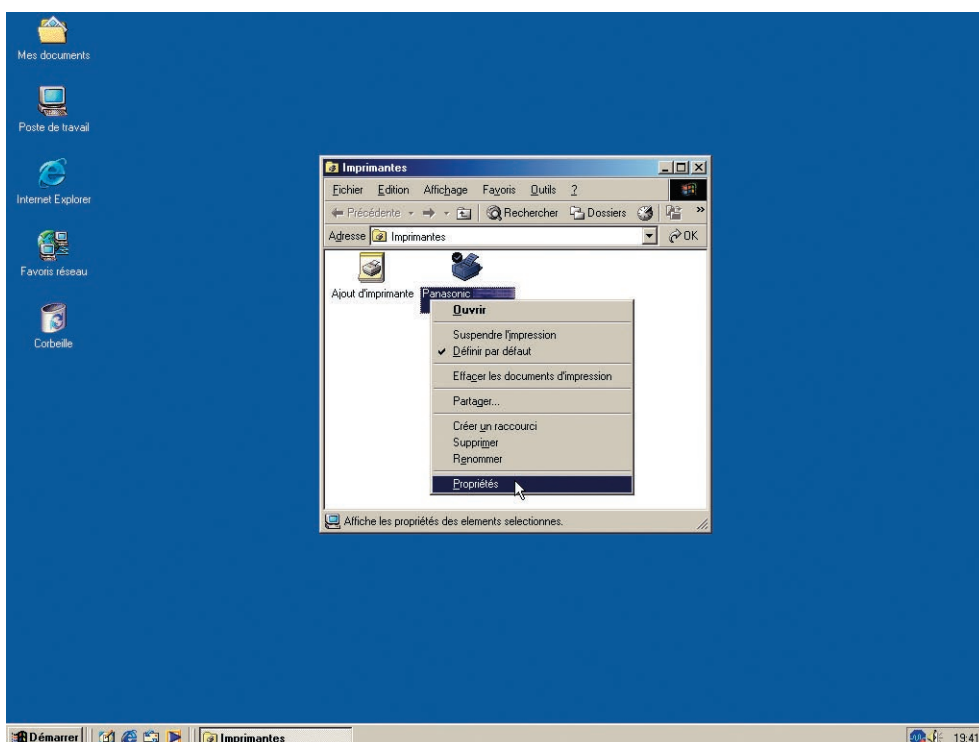 Mes documents
Poste de travail
Internet Explorer
Favoris réseau
Corbeille
Imprimantes
Fichier Edition Affichage Favoris Outils ?
Précédente Rechercher Dossiers »
Adresse Imprimantes OK
Ajout d'imprimante Panasonic
Ouvrir
Suspendre l'impression
Définir par défaut
Effacer les documents d'impression
Partager...
Créer un raccourci
Supprimer
Renommer
Propriétés
Affiche les propriétés des elements selectionnes.
Démarrer Imprimantes 19:41